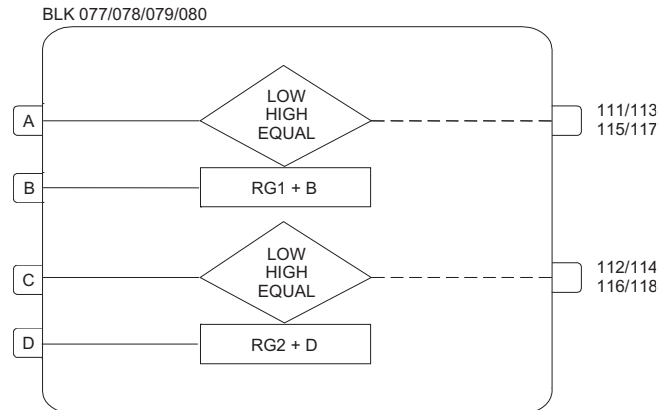 BLK 077/078/079/080
A
LOW
HIGH
EQUAL
111/113
115/117
B
RG1 + B
C
LOW
HIGH
EQUAL
112/114
116/118
D
RG2 + D